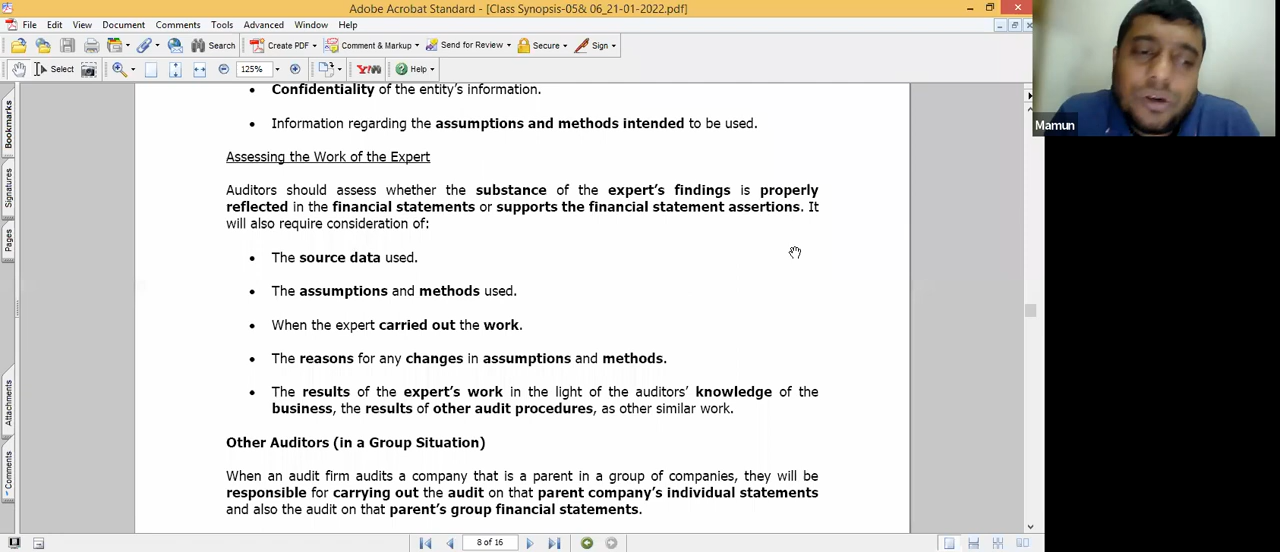 Adobe Acrobat Standard - [Class Synopsis-05& 06_21-01-2022.pdf]
File Edit View Document Comments Tools Advanced Window Help
Search Create PDF Comment & Markup Send for Review Secure Sign
Select 125% Y! Help
Bookmarks
Signatures
Pages
Attachments
Comments
• Confidentiality of the entity's information.
• Information regarding the assumptions and methods intended to be used.
Assessing the Work of the Expert
Auditors should assess whether the substance of the expert's findings is properly
reflected in the financial statements or supports the financial statement assertions. It
will also require consideration of:
• The source data used.
• The assumptions and methods used.
• When the expert carried out the work.
• The reasons for any changes in assumptions and methods.
• The results of the expert's work in the light of the auditors' knowledge of the
business, the results of other audit procedures, as other similar work.
Other Auditors (in a Group Situation)
When an audit firm audits a company that is a parent in a group of companies, they will be
responsible for carrying out the audit on that parent company's individual statements
and also the audit on that parent's group financial statements.
8 of 16
Mamun